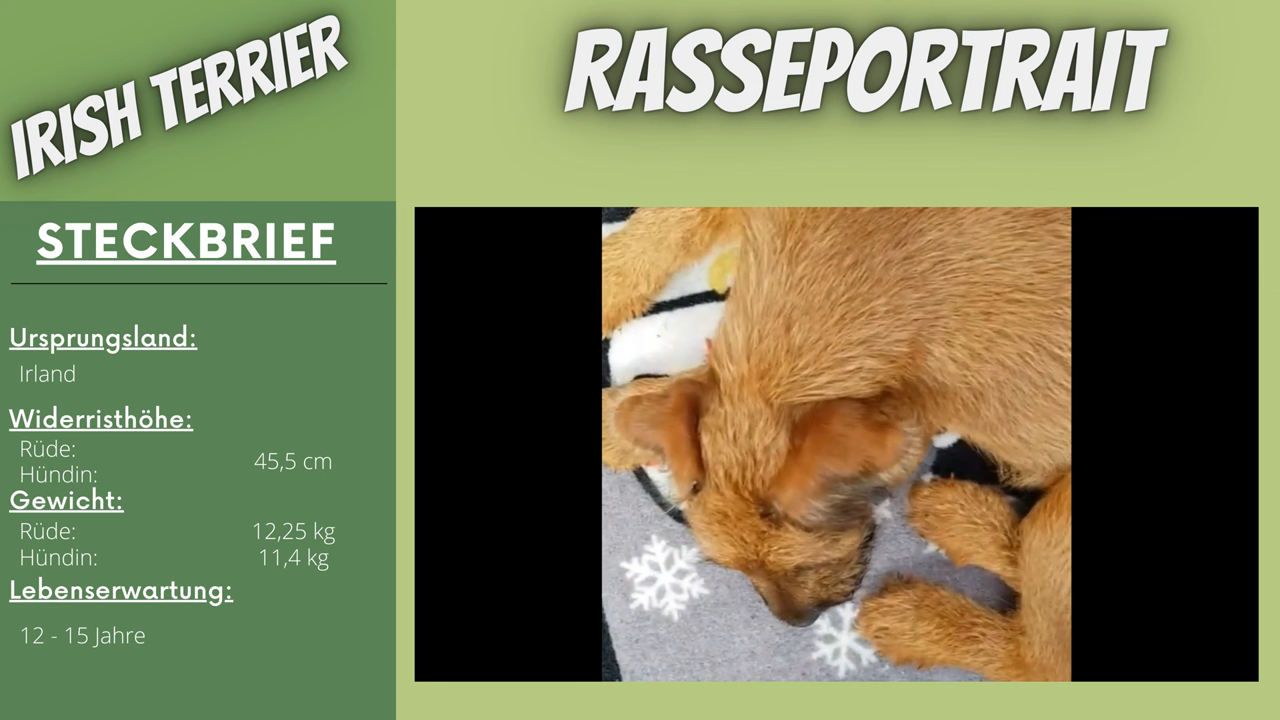 IRISH TERRIER
RASSEPORTRAIT
STECKBRIEF
Ursprungsland:
Irland
Widerristhöhe:
Rüde:
Hündin:
45,5 cm
Gewicht:
Rüde: 12,25 kg
Hündin: 11,4 kg
Lebenserwartung:
12 - 15 Jahre